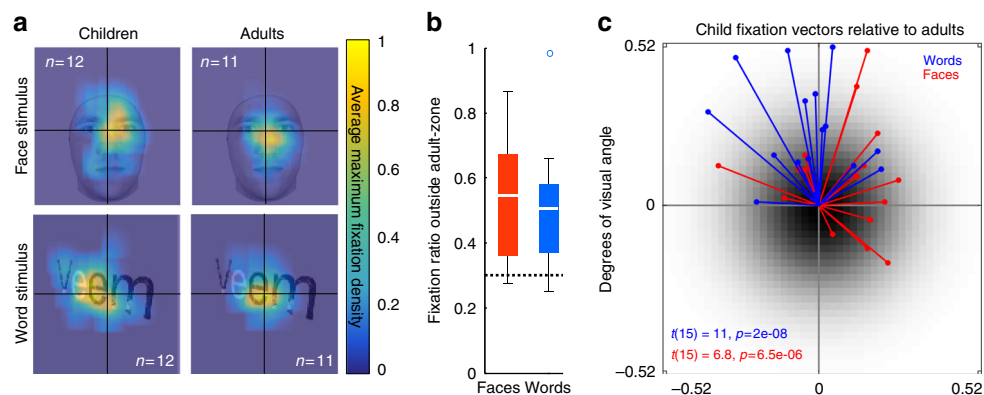 a
Children
Adults
Face stimulus
n=12
n=11
Word stimulus
veem
n=12
veem
n=11
1
0.8
0.6
0.4
0.2
0
Average maximum fixation density
b
Fixation ratio outside adult-zone
1
0.8
0.6
0.4
0.2
0
Faces Words
c
Child fixation vectors relative to adults
Degrees of visual angle
0.52
0
−0.52
Words
Faces
t(15) = 11, p=2e-08
t(15) = 6.8, p=6.5e-06
−0.52
0
0.52